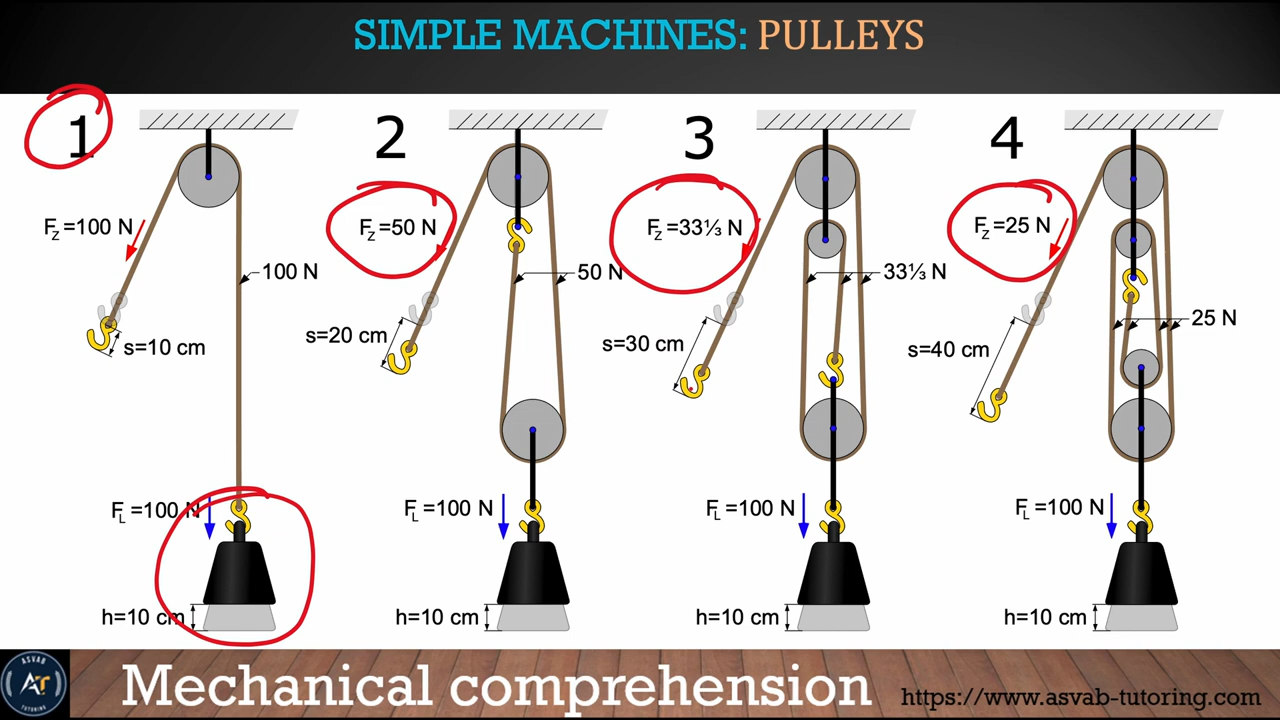 SIMPLE MACHINES: PULLEYS
1
2
3
4
Fz=100 N
100 N
s=10 cm
FL=100 N
h=10 cm
Fz=50 N
50 N
s=20 cm
FL=100 N
h=10 cm
Fz=33⅓ N
33⅓ N
s=30 cm
FL=100 N
h=10 cm
Fz=25 N
25 N
s=40 cm
FL=100 N
h=10 cm
ASVAB
AT
TUTORING
Mechanical comprehension
https://www.asvab-tutoring.com